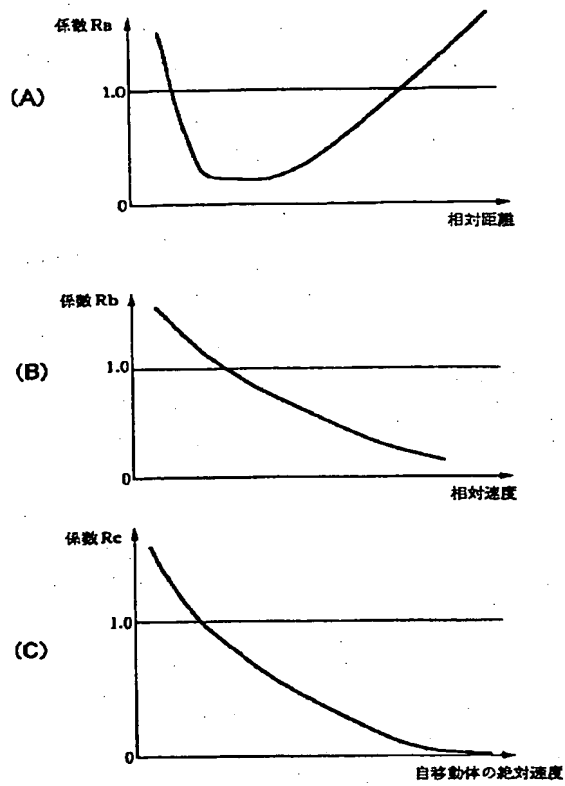 係数 Ra
(A)
1.0
0
相対距離
係数 Rb
(B)
1.0
0
相対速度
係数 Rc
(C)
1.0
0
自移動体の絶対速度